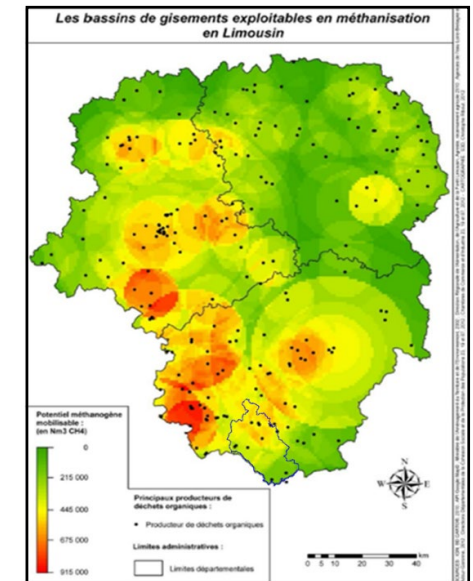 Les bassins de gisements exploitables en méthanisation
en Limousin
Potentiel méthanogène
mobilisable :
(en Nm3 CH4)
0
215 000
445 000
675 000
915 000
Principaux producteurs de
déchets organiques :
Producteur de déchets organiques
Limites administratives :
Limites départementales
N
W E
S
0 5 10 20 30 40
km